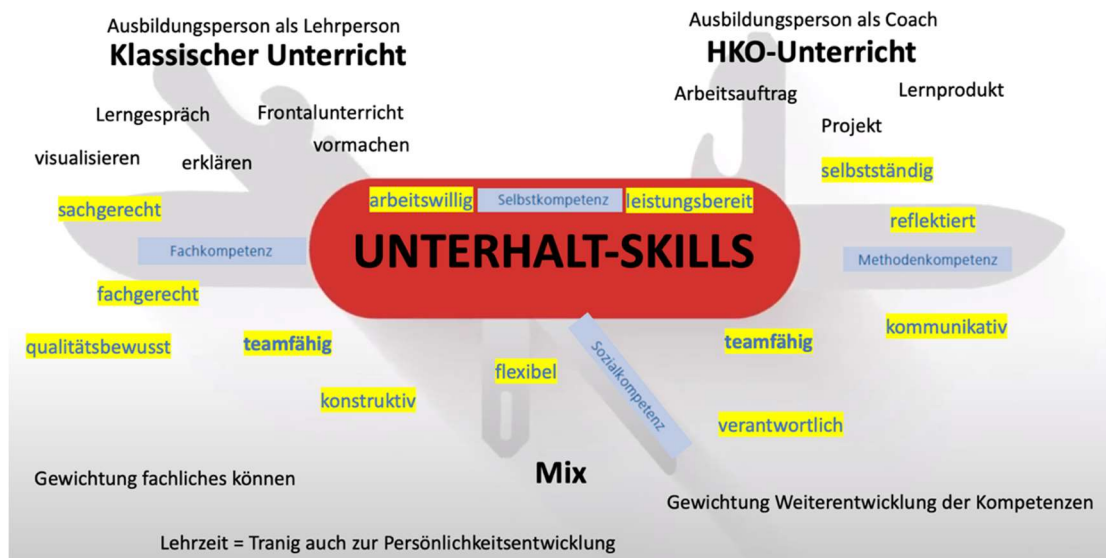 Ausbildungsperson als Lehrperson
Klassischer Unterricht
Ausbildungsperson als Coach
HKO-Unterricht
Lerngespräch
Frontalunterricht
vormachen
visualisieren
erklären
Arbeitsauftrag
Lernprodukt
Projekt
selbstständig
sachgerecht
arbeitswillig
Selbstkompetenz
leistungsbereit
reflektiert
Fachkompetenz
UNTERHALT-SKILLS
Methodenkompetenz
fachgerecht
kommunikativ
qualitätsbewusst
teamfähig
teamfähig
flexibel
Sozialkompetenz
konstruktiv
verantwortlich
Gewichtung fachliches können
Mix
Gewichtung Weiterentwicklung der Kompetenzen
Lehrzeit = Tranig auch zur Persönlichkeitsentwicklung